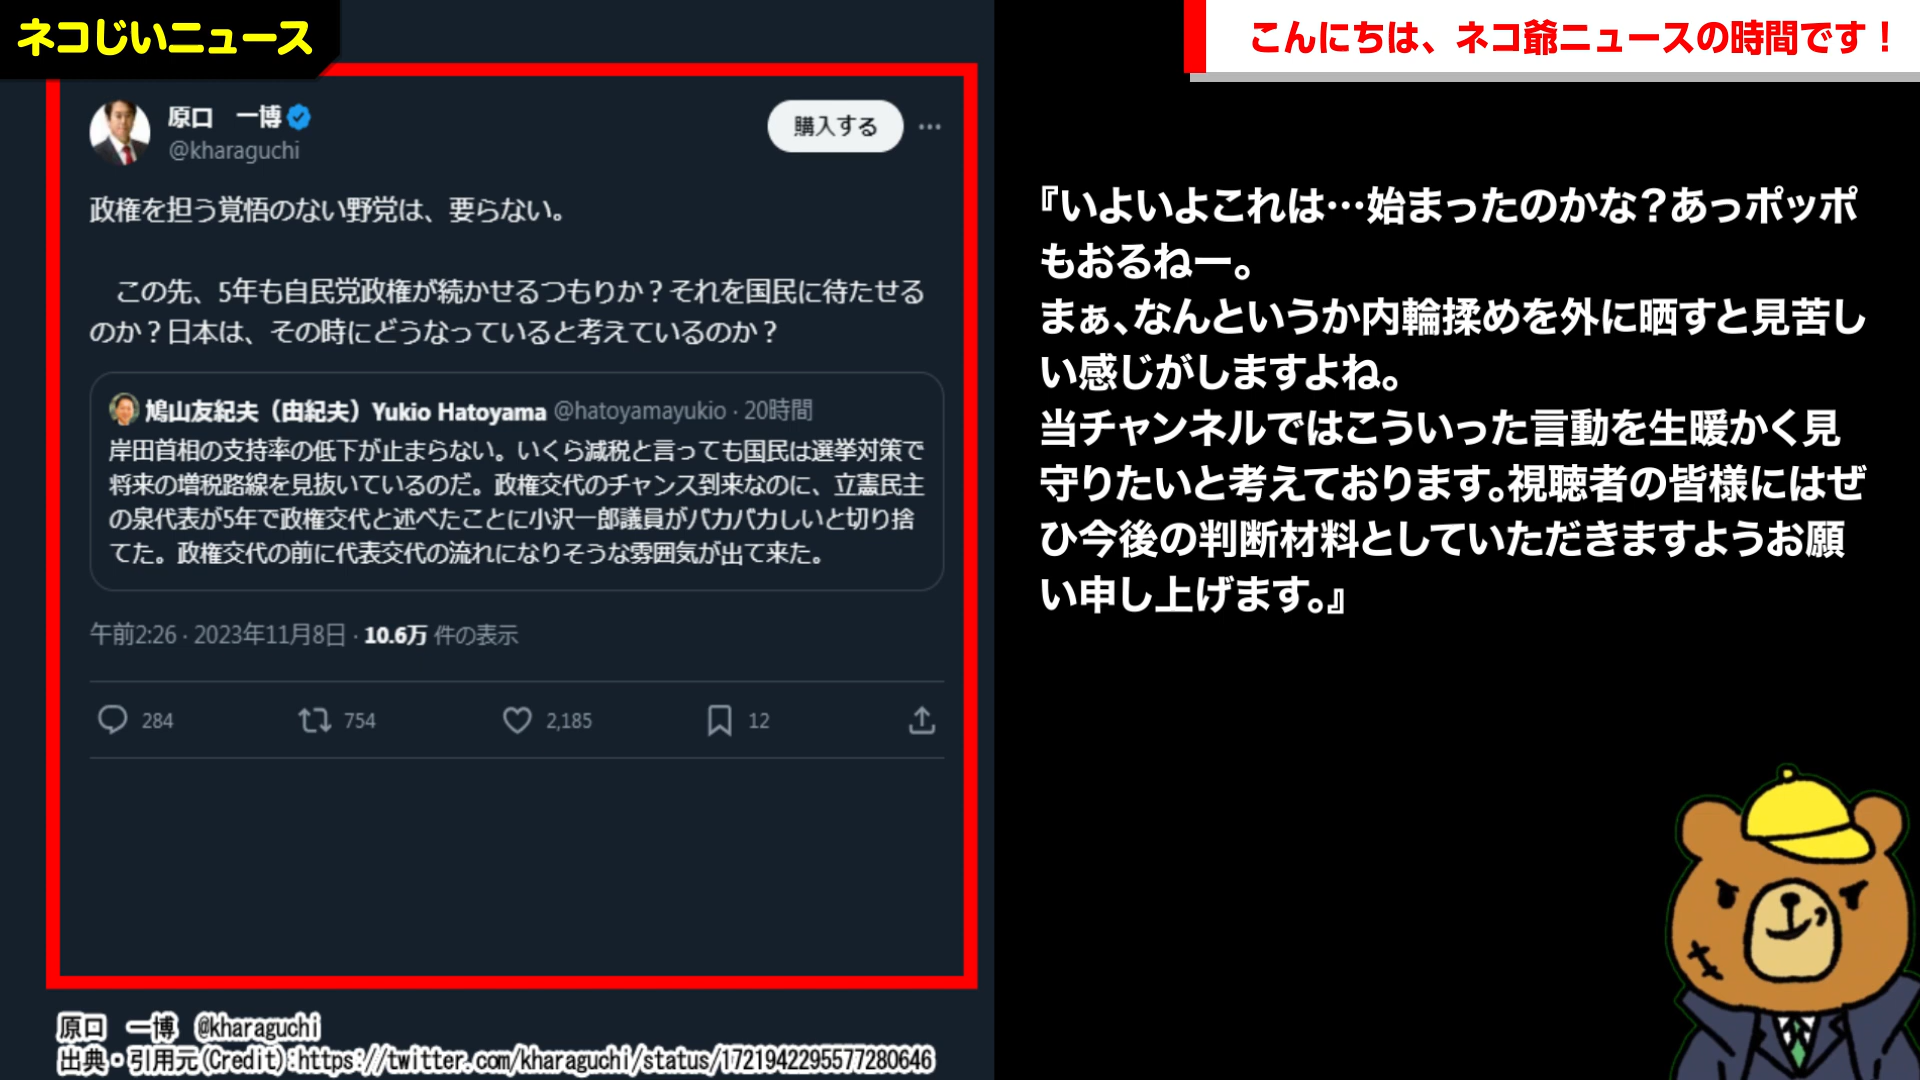 ネコじいニュース
こんにちは、ネコ爺ニュースの時間です！
原口　一博
@kharaguchi
購入する
政権を担う覚悟のない野党は、要らない。
この先、5年も自民党政権が続かせるつもりか？それを国民に待たせる
のか？日本は、その時にどうなっていると考えているのか？
鳩山友紀夫（由紀夫）Yukio Hatoyama @hatoyamayukio · 20時間
岸田首相の支持率の低下が止まらない。いくら減税と言っても国民は選挙対策で
将来の増税路線を見抜いているのだ。政権交代のチャンス到来なのに、立憲民主
の泉代表が5年で政権交代と述べたことに小沢一郎議員がバカバカしいと切り捨
てた。政権交代の前に代表交代の流れになりそうな雰囲気が出て来た。
午前2:26 · 2023年11月8日 · 10.6万 件の表示
284 754 2,185 12
原口　一博　@kharaguchi
出典・引用元(Credit):https://twitter.com/kharaguchi/status/1721942295577280646
『いよいよこれは…始まったのかな？あっポッポ
もおるねー。
まぁ、なんというか内輪揉めを外に晒すと見苦し
い感じがしますよね。
当チャンネルではこういった言動を生暖かく見
守りたいと考えております。視聴者の皆様にはぜ
ひ今後の判断材料としていただきますようお願
い申し上げます。』